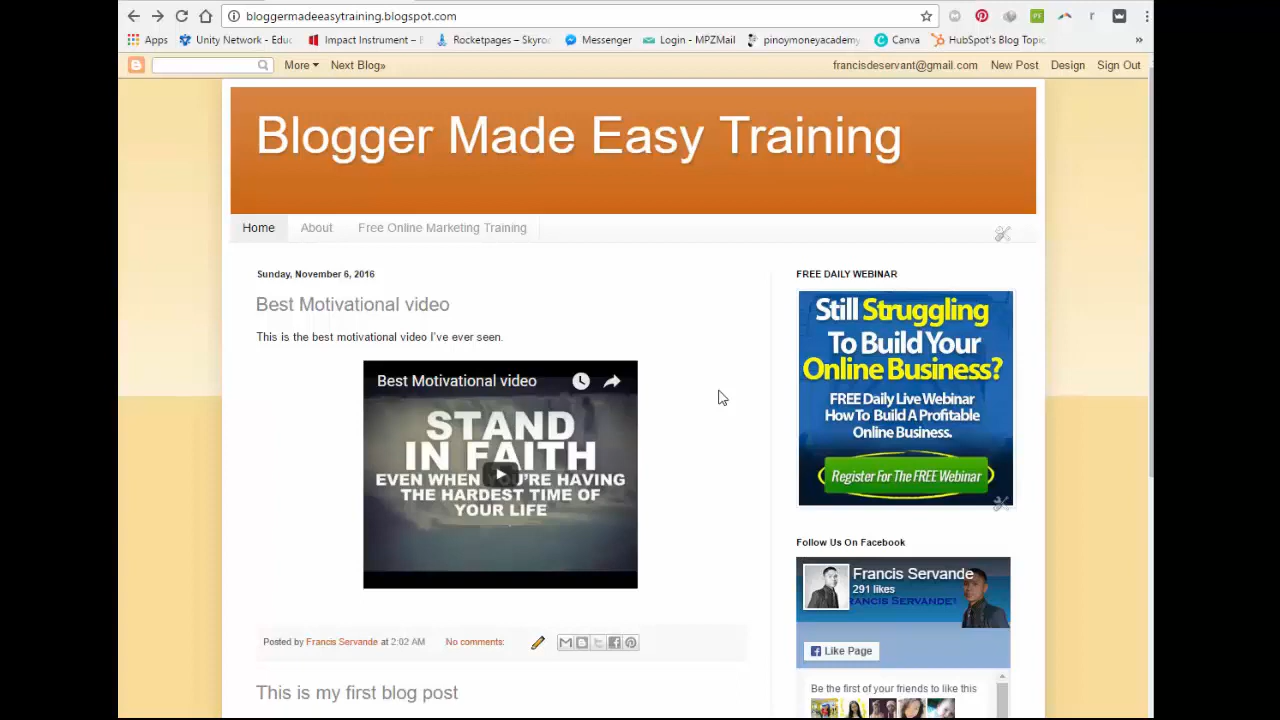 bloggermadeeasytraining.blogspot.com
Apps Unity Network - Educ Impact Instrument – E Rocketpages – Skyroc Messenger Login - MPZMail pinoymoneyacademy Canva HubSpot's Blog Topic »
More Next Blog» francisdeservant@gmail.com New Post Design Sign Out
Blogger Made Easy Training
Home About Free Online Marketing Training
Sunday, November 6, 2016
Best Motivational video
This is the best motivational video I've ever seen.
Best Motivational video
STAND
IN FAITH
EVEN WHEN YOU'RE HAVING
THE HARDEST TIME OF
YOUR LIFE
Posted by Francis Servande at 2:02 AM No comments:
This is my first blog post
FREE DAILY WEBINAR
Still Struggling
To Build Your
Online Business?
FREE Daily Live Webinar
How To Build A Profitable
Online Business.
Register For The FREE Webinar
Follow Us On Facebook
Francis Servande
291 likes
FRANCIS SERVANDE!
Like Page
Be the first of your friends to like this